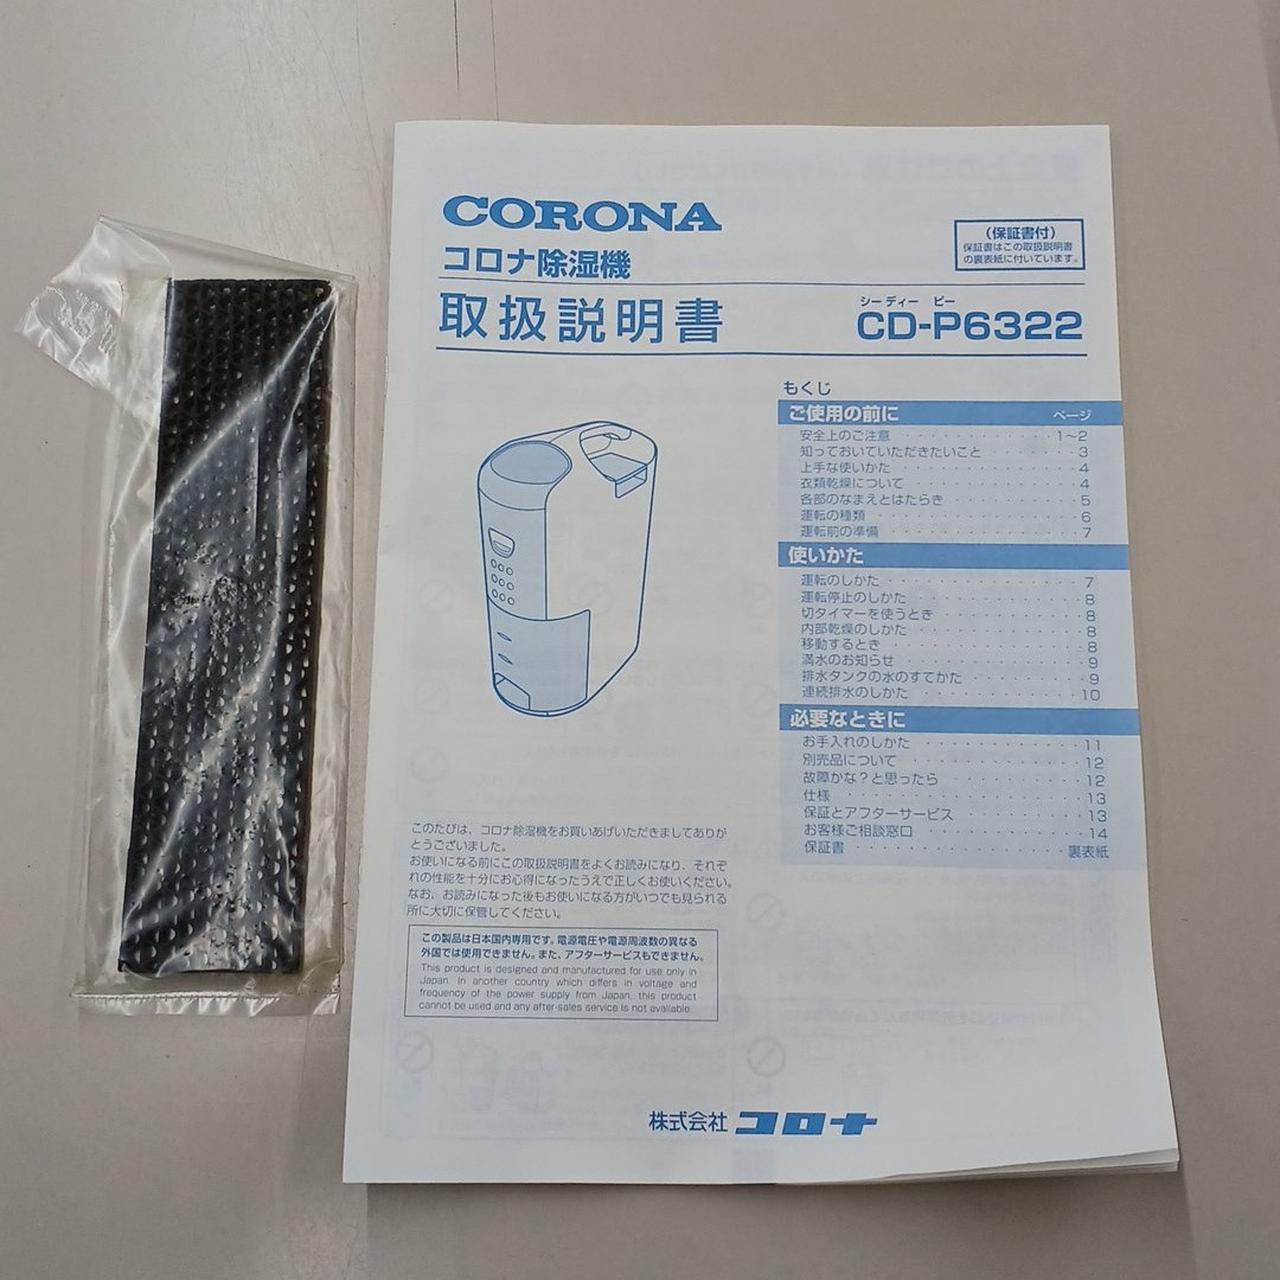 CORONA
コロナ除湿機
(保証書付)
保証書はこの取扱説明書
の裏表紙に付いています。
取扱説明書
シーディー ピー
CD-P6322
もくじ
ご使用の前に ページ
安全上のご注意 1~2
知っておいていただきたいこと 3
上手な使いかた 4
衣類乾燥について 4
各部のなまえとはたらき 5
運転の種類 6
運転前の準備 7
使いかた
運転のしかた 7
運転停止のしかた 8
切タイマーを使うとき 8
内部乾燥のしかた 8
移動するとき 8
満水のお知らせ 9
排水タンクの水のすてかた 9
連続排水のしかた 10
必要なときに
お手入れのしかた 11
別売品について 12
故障かな?と思ったら 12
仕様 13
保証とアフターサービス 13
お客様ご相談窓口 14
保証書 裏表紙
このたびは、コロナ除湿機をお買いあげいただきましてありが
とうございました。
お使いになる前にこの取扱説明書をよくお読みになり、それぞ
れの性能を十分にお心得になったうえで正しくお使いください。
なお、お読みになった後もお使いになる方がいつでも見られる
所に大切に保管してください。
この製品は日本国内専用です。電源電圧や電源周波数の異なる
外国では使用できません。また、アフターサービスもできません。
This product is designed and manufactured for use only in
Japan. In another country which differs in voltage and
frequency of the power supply from Japan, this product
cannot be used and any after-sales service is not available.
株式会社 コロナ